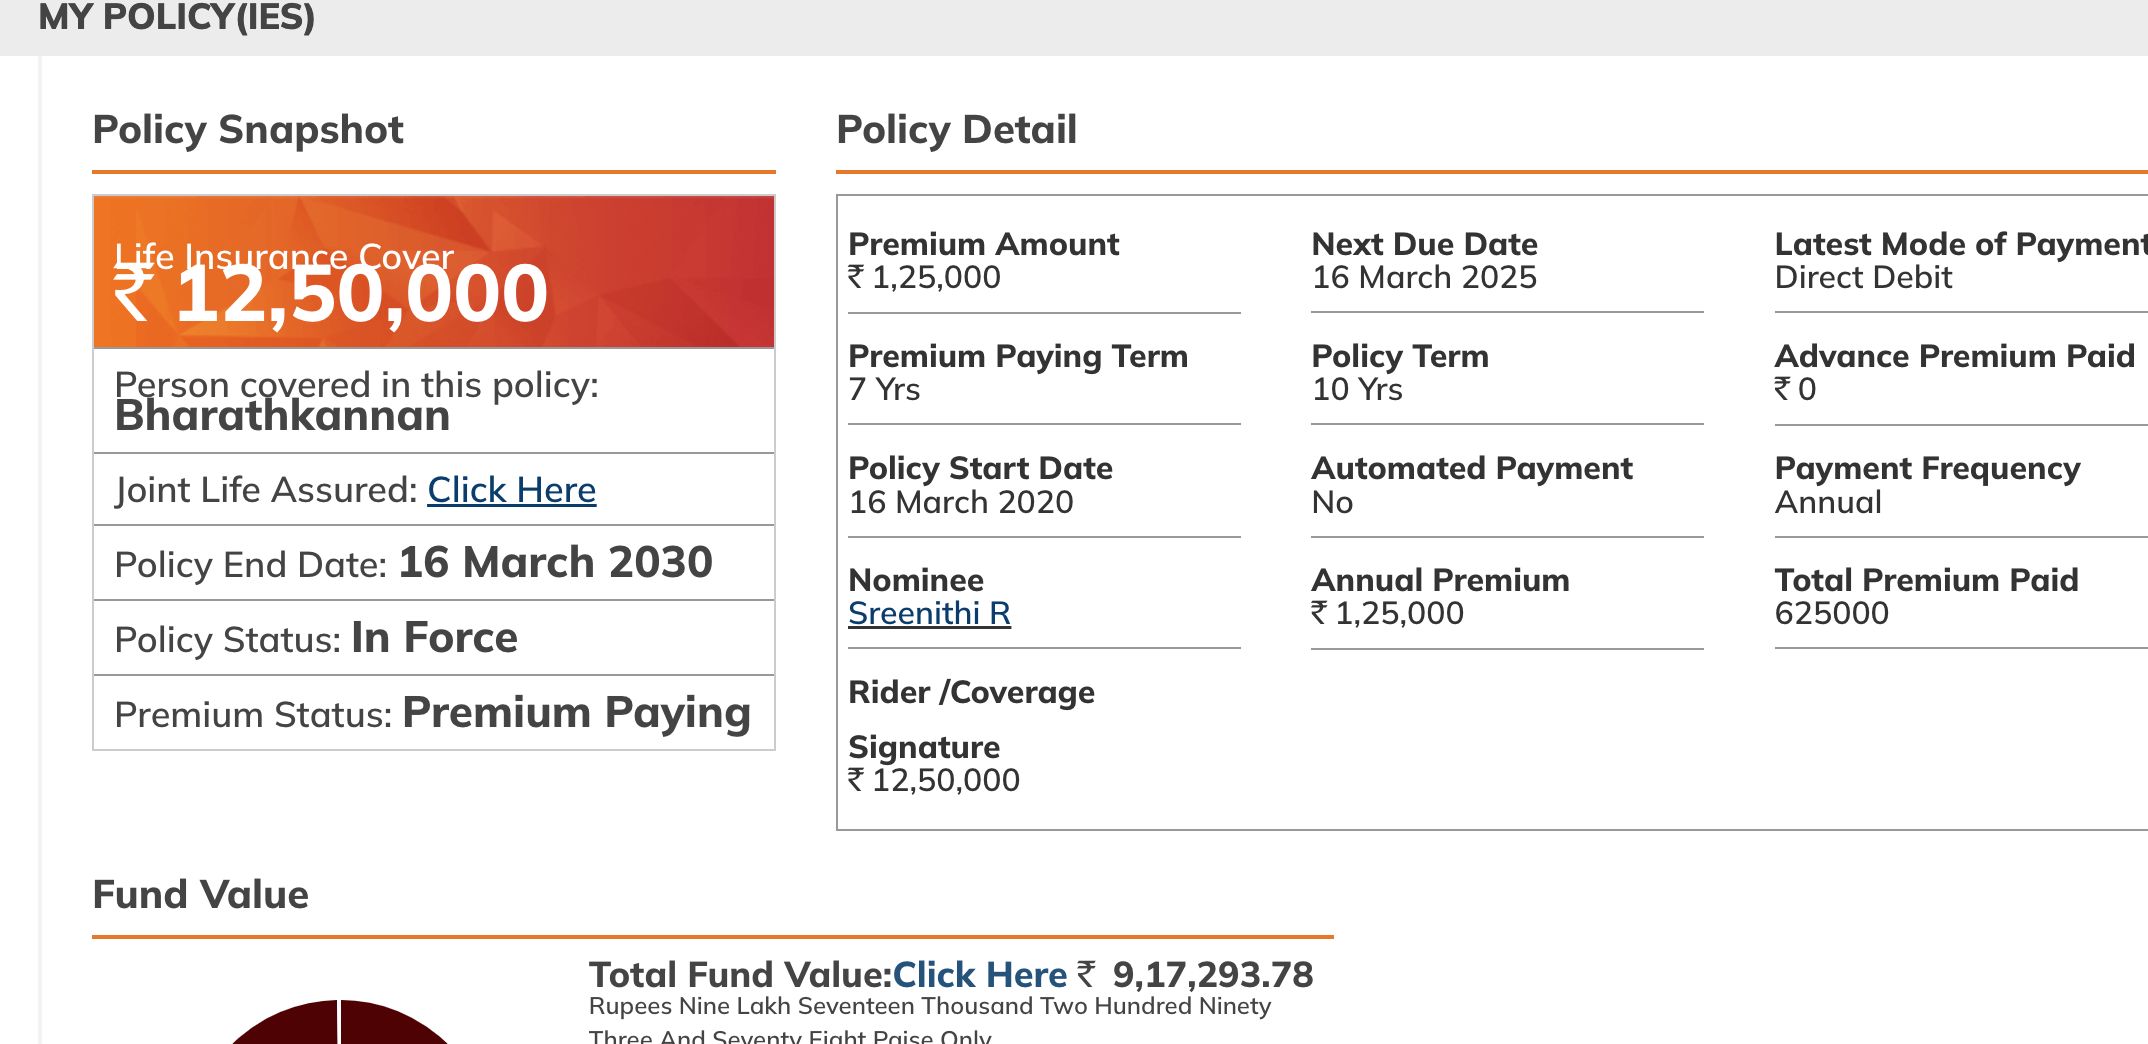 MY POLICY(IES)
Policy Snapshot
Life Insurance Cover
₹ 12,50,000
Person covered in this policy:
Bharathkannan
Joint Life Assured: Click Here
Policy End Date: 16 March 2030
Policy Status: In Force
Premium Status: Premium Paying
Policy Detail
Premium Amount
₹ 1,25,000
Next Due Date
16 March 2025
Latest Mode of Payment
Direct Debit
Premium Paying Term
7 Yrs
Policy Term
10 Yrs
Advance Premium Paid
₹ 0
Policy Start Date
16 March 2020
Automated Payment
No
Payment Frequency
Annual
Nominee
Sreenithi R
Annual Premium
₹ 1,25,000
Total Premium Paid
625000
Rider /Coverage
Signature
₹ 12,50,000
Fund Value
Total Fund Value:Click Here ₹ 9,17,293.78
Rupees Nine Lakh Seventeen Thousand Two Hundred Ninety
Three And Seventy Eight Paise Only